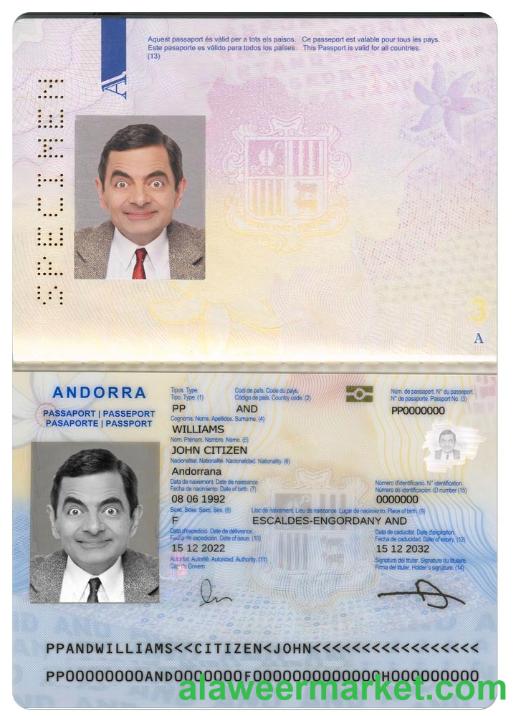 Aquest passaport és vàlid per a tots els països. Ce passeport est valable pour tous les pays.
Este pasaporte es válido para todos los países. This Passport is valid for all countries.
(13)
A
SPECIMEN
3
A
ANDORRA
PASSAPORT | PASSEPORT
PASAPORTE | PASSPORT
Tipus. Type. Codi de país. Code du pays. Núm. de passaport. N° du passeport
Tipo. Type. (1) Código de país. Country code. (2) N° de pasaporte. Passport No. (3)
PP AND PP0000000
Cognoms. Noms. Apellidos. Surname. (4)
WILLIAMS
Nom. Prénom. Nombre. Name. (5)
JOHN CITIZEN
Nacionalitat. Nationalité. Nacionalidad. Nationality. (6)
Andorrana
Data de naixement. Date de naissance Número d'identificació. N° identification
Fecha de nacimiento. Date of birth. (7) Número de identificación. ID number (15)
08 06 1992 0000000
Sexe. Sexe. Sexo. Sex. (8) Lloc de naixement. Lieu de naissance. Lugar de nacimiento. Place of birth. (9)
F ESCALDES-ENGORDANY AND
Data d'expedició. Date de délivrance. Data de caducitat. Date d'expiration.
Fecha de expedición. Date of issue. (10) Fecha de caducidad. Date of expiry. (12)
15 12 2022 15 12 2032
Autoritat. Autorité. Autoridad. Authority. (11) Signatura del titular. Signature du titulaire.
Govern Firma del titular. Holder's signature. (14)
PPANDWILLIAMS<<CITIZEN<JOHN<<<<<<<<<<<<<<<<<
PP00000000AND0000000F00000000000000H000000000
alaweermarket.com